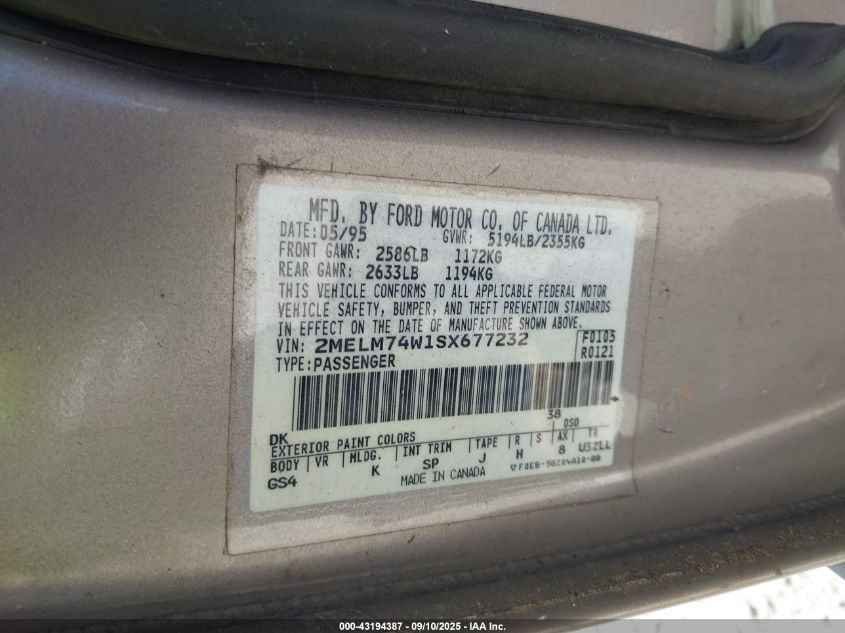 MFD. BY FORD MOTOR CO. OF CANADA LTD.
DATE: 05/95 GVWR: 5194LB/2355KG
FRONT GAWR: 2586LB 1172KG
REAR GAWR: 2633LB 1194KG
THIS VEHICLE CONFORMS TO ALL APPLICABLE FEDERAL MOTOR
VEHICLE SAFETY, BUMPER, AND THEFT PREVENTION STANDARDS
IN EFFECT ON THE DATE OF MANUFACTURE SHOWN ABOVE.
VIN: 2MELM74W1SX677232 F0105
TYPE: PASSENGER R0121
38
DK DSO
EXTERIOR PAINT COLORS
BODY VR MLDG. INT TRIM TAPE R S AX TR
GS4 K SP J H 8 U32LL
MADE IN CANADA
000-43194387 - 09/10/2025 - IAA Inc.